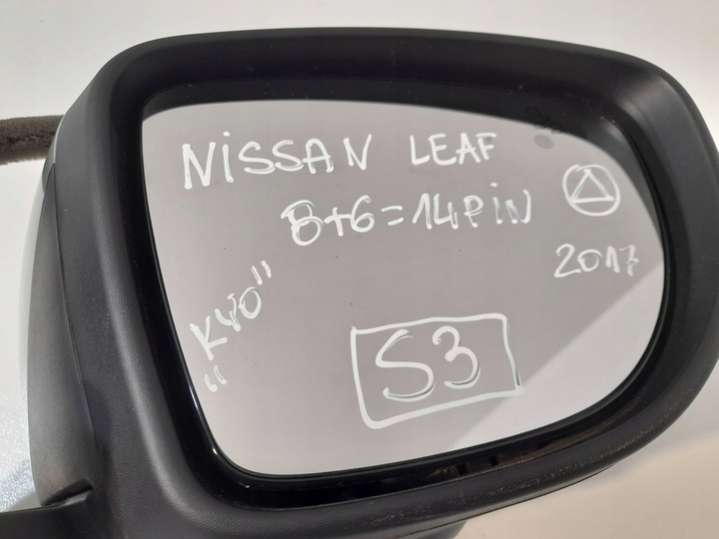 NiSSAN LEAF
8+6=14PiN
2017
"K40"
S3